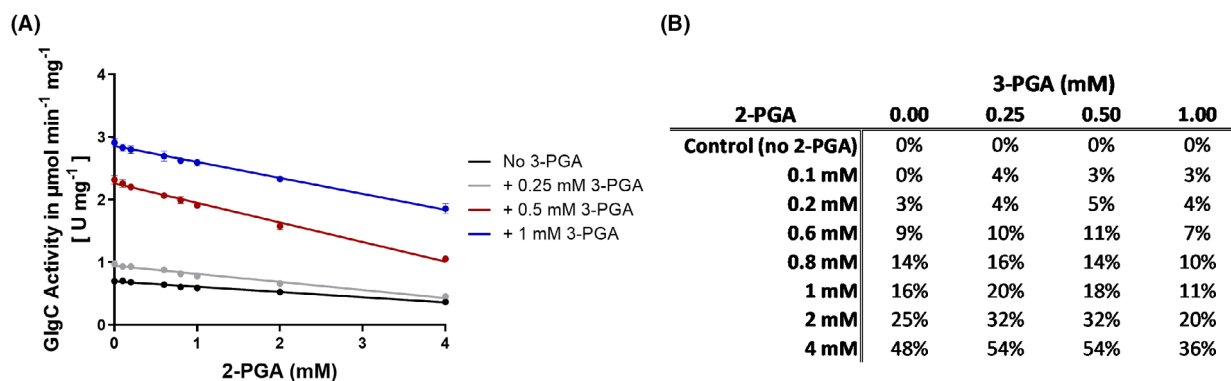 (A)
GlgC Activity in µmol min⁻¹ mg⁻¹
[ U mg⁻¹ ]
4
3
2
1
0
0
1
2
3
4
2-PGA (mM)
No 3-PGA
+ 0.25 mM 3-PGA
+ 0.5 mM 3-PGA
+ 1 mM 3-PGA
(B)
3-PGA (mM)
2-PGA 0.00 0.25 0.50 1.00
Control (no 2-PGA) 0% 0% 0% 0%
0.1 mM 0% 4% 3% 3%
0.2 mM 3% 4% 5% 4%
0.6 mM 9% 10% 11% 7%
0.8 mM 14% 16% 14% 10%
1 mM 16% 20% 18% 11%
2 mM 25% 32% 32% 20%
4 mM 48% 54% 54% 36%